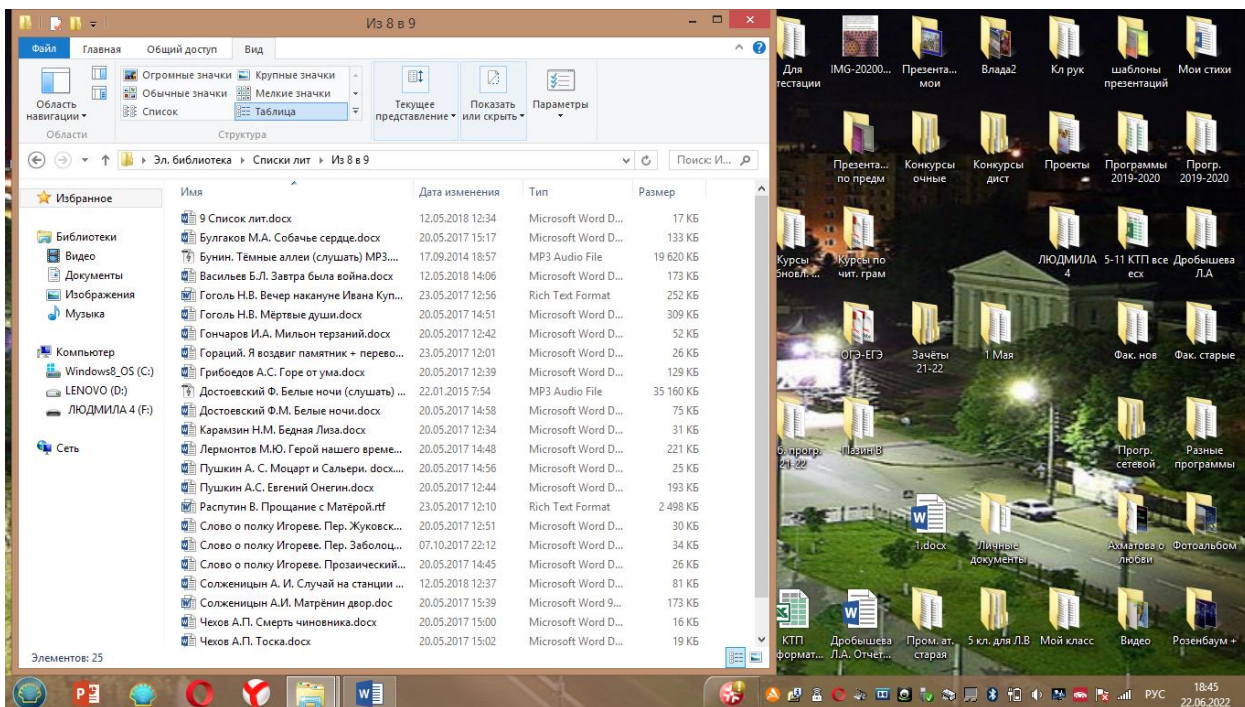 Из 8 в 9
Файл Главная Общий доступ Вид
Область навигации
Огромные значки Крупные значки
Обычные значки Мелкие значки
Список Таблица
Текущее представление
Показать или скрыть
Параметры
Области Структура
Эл. библиотека Списки лит Из 8 в 9 Поиск: И...
Избранное
Библиотеки
Видео
Документы
Изображения
Музыка
Компьютер
Windows8_OS (C:)
LENOVO (D:)
ЛЮДМИЛА 4 (F:)
Сеть
Имя Дата изменения Тип Размер
9 Список лит.docx 12.05.2018 12:34 Microsoft Word D... 17 КБ
Булгаков М.А. Собачье сердце.docx 20.05.2017 15:17 Microsoft Word D... 133 КБ
Бунин. Тёмные аллеи (слушать) MP3.... 17.09.2014 18:57 MP3 Audio File 19 620 КБ
Васильев Б.Л. Завтра была война.docx 12.05.2018 14:06 Microsoft Word D... 173 КБ
Гоголь Н.В. Вечер накануне Ивана Куп... 23.05.2017 12:56 Rich Text Format 252 КБ
Гоголь Н.В. Мёртвые души.docx 20.05.2017 14:51 Microsoft Word D... 309 КБ
Гончаров И.А. Мильон терзаний.docx 20.05.2017 12:42 Microsoft Word D... 52 КБ
Гораций. Я воздвиг памятник + перево... 23.05.2017 12:01 Microsoft Word D... 26 КБ
Грибоедов А.С. Горе от ума.docx 20.05.2017 12:39 Microsoft Word D... 129 КБ
Достоевский Ф. Белые ночи (слушать) ... 22.01.2015 7:54 MP3 Audio File 35 160 КБ
Достоевский Ф.М. Белые ночи.docx 20.05.2017 14:58 Microsoft Word D... 75 КБ
Карамзин Н.М. Бедная Лиза.docx 20.05.2017 12:34 Microsoft Word D... 31 КБ
Лермонтов М.Ю. Герой нашего време... 20.05.2017 14:48 Microsoft Word D... 221 КБ
Пушкин А. С. Моцарт и Сальери. docx.... 20.05.2017 14:56 Microsoft Word D... 25 КБ
Пушкин А.С. Евгений Онегин.docx 20.05.2017 12:44 Microsoft Word D... 193 КБ
Распутин В. Прощание с Матёрой.rtf 23.05.2017 12:10 Rich Text Format 2 498 КБ
Слово о полку Игореве. Пер. Жуковск... 20.05.2017 12:51 Microsoft Word D... 30 КБ
Слово о полку Игореве. Пер. Заболоц... 07.10.2017 22:12 Microsoft Word D... 34 КБ
Слово о полку Игореве. Прозаический... 20.05.2017 14:45 Microsoft Word D... 26 КБ
Солженицын А. И. Случай на станции ... 12.05.2018 12:37 Microsoft Word D... 81 КБ
Солженицын А.И. Матрёнин двор.doc 20.05.2017 15:39 Microsoft Word 9... 173 КБ
Чехов А.П. Смерть чиновника.docx 20.05.2017 15:00 Microsoft Word D... 16 КБ
Чехов А.П. Тоска.docx 20.05.2017 15:02 Microsoft Word D... 19 КБ
Элементов: 25
Для IMG-20200... Презента... Влада2 Кл рук шаблоны Мои стихи
тестации мои презентаций
Презента... Конкурсы Конкурсы Проекты Программы Прогр.
по предм очные дист 2019-2020 2019-2020
Курсы Курсы по ЛЮДМИЛА 5-11 КТП все Дробышева
чит. грам 4 есх Л.А
ОГЭ-ЕГЭ Зачёты 1 Мая Фак. нов Фак. старые
21-22
прогр. Пазин В Прогр. Разные
21-22 сетевой программы
1.docx Личные Ахматова о Фотоальбом
документы любви
КТП Дробышева Пром. ат. 5 кл. для Л.В Мой класс Видео Розенбаум +
формат... Л.А. Отчёт... старая
РУС 18:45
22.06.2022